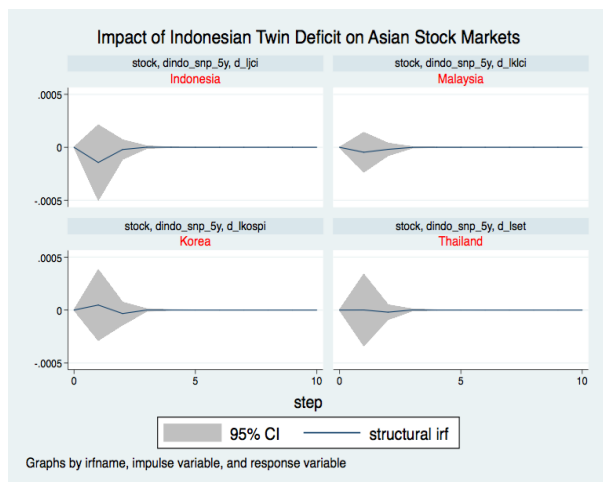 Impact of Indonesian Twin Deficit on Asian Stock Markets
stock, dindo_snp_5y, d_ljci
Indonesia
stock, dindo_snp_5y, d_lklci
Malaysia
.0005
0
-.0005
stock, dindo_snp_5y, d_lkospi
Korea
stock, dindo_snp_5y, d_lset
Thailand
.0005
0
-.0005
0 5 10
0 5 10
step
95% CI structural irf
Graphs by irfname, impulse variable, and response variable